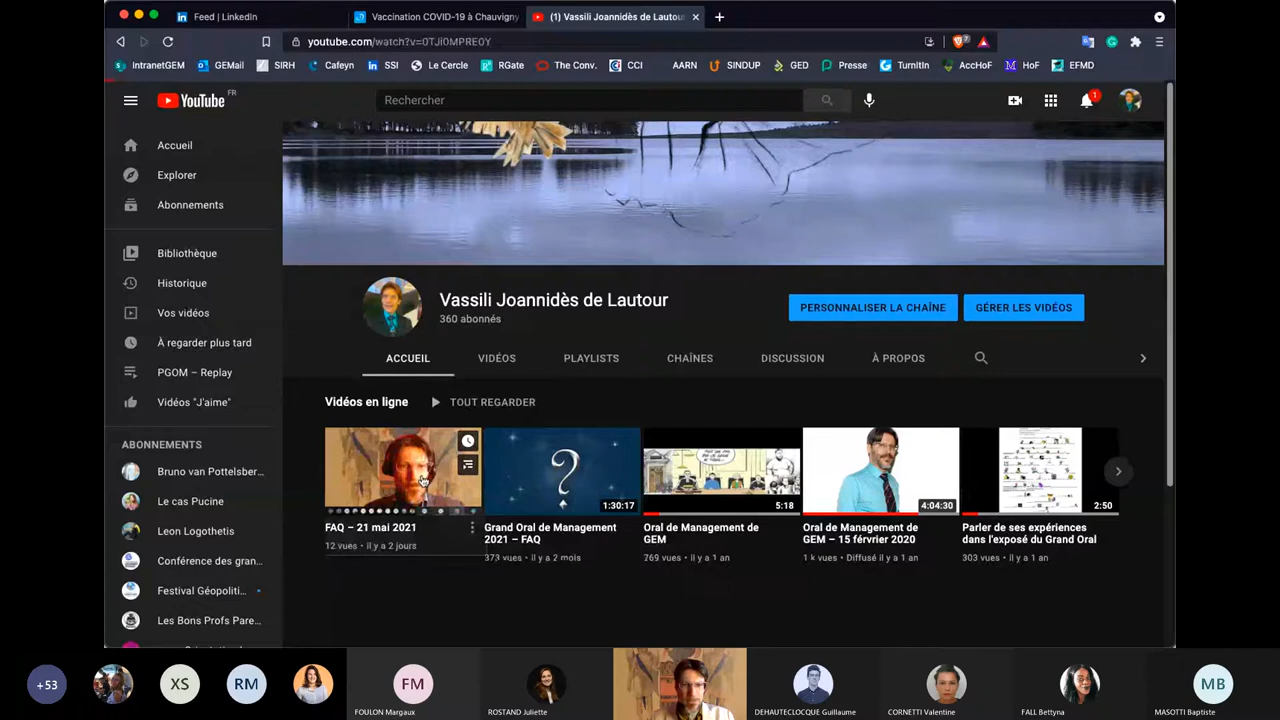 Feed | LinkedIn
Vaccination COVID-19 à Chauvigny
(1) Vassili Joannidès de Lautou
youtube.com/watch?v=0TJi0MPRE0Y
IntranetGEM GEMail SIRH Cafeyn SSI Le Cercle RGate The Conv. CCI AARN SINDUP GED Presse TurnitIn AccHoF HoF EFMD
YouTube FR
Rechercher
1
Accueil
Explorer
Abonnements
Bibliothèque
Historique
Vos vidéos
À regarder plus tard
PGOM – Replay
Vidéos "J'aime"
ABONNEMENTS
Bruno van Pottelsber...
Le cas Pucine
Leon Logothetis
Conférence des gran...
Festival Géopoliti...
Les Bons Profs Pare...
Vassili Joannidès de Lautour
360 abonnés
PERSONNALISER LA CHAÎNE
GÉRER LES VIDÉOS
ACCUEIL VIDÉOS PLAYLISTS CHAÎNES DISCUSSION À PROPOS
Vidéos en ligne
TOUT REGARDER
FAQ – 21 mai 2021
12 vues • il y a 2 jours
1:30:17
Grand Oral de Management
2021 – FAQ
373 vues • il y a 2 mois
5:18
Oral de Management de
GEM
769 vues • il y a 1 an
4:04:30
Oral de Management de
GEM – 15 février 2020
1 k vues • Diffusé il y a 1 an
2:50
Parler de ses expériences
dans l'exposé du Grand Oral
303 vues • il y a 1 an
+53
XS
RM
FM
FOULON Margaux
ROSTAND Juliette
DEHAUTECLOCQUE Guillaume
CORNETTI Valentine
FALL Bettyna
MB
MASOTTI Baptiste